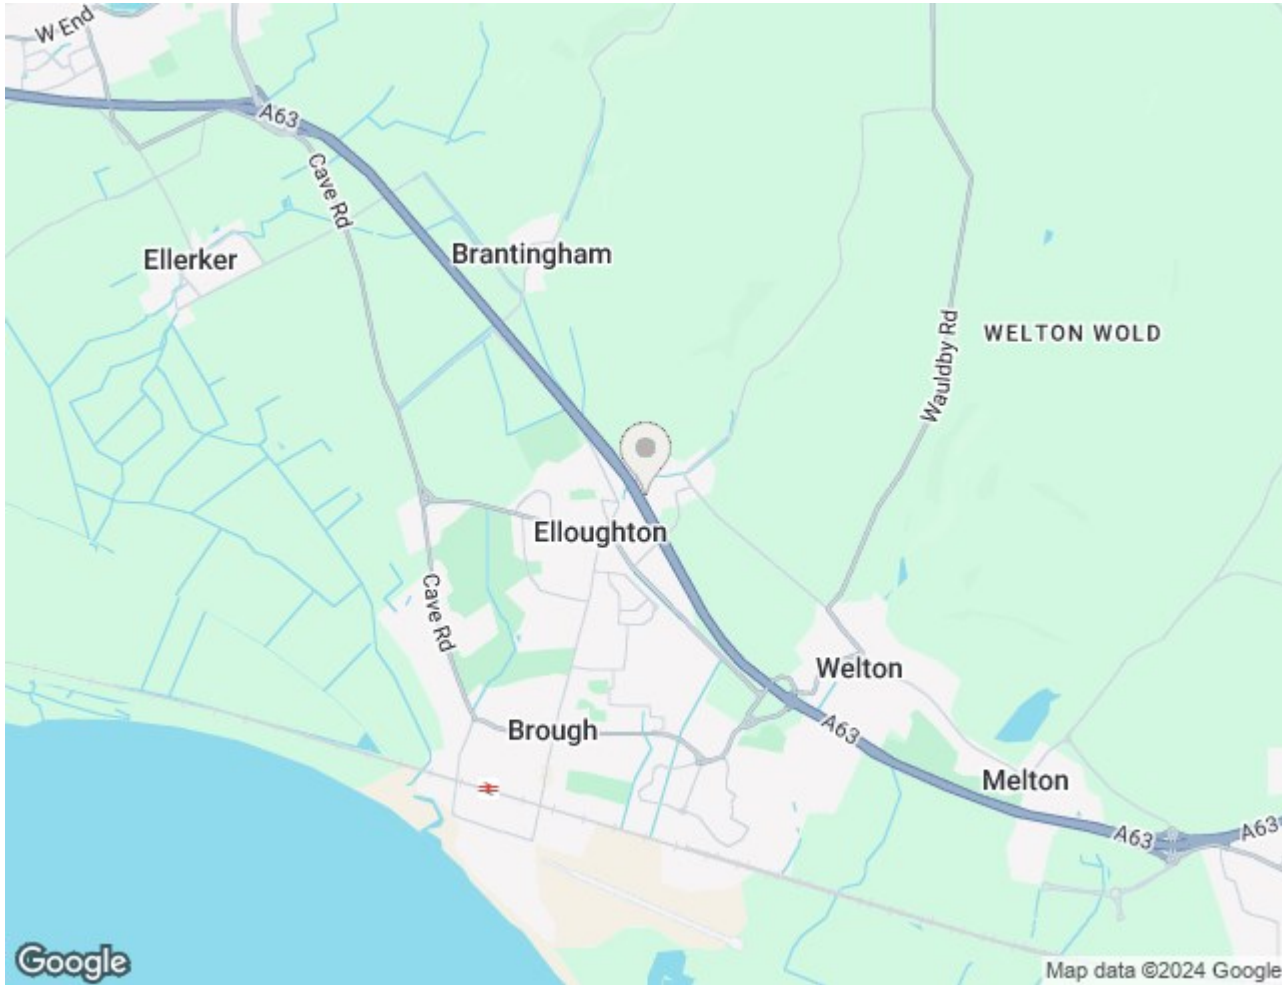 W End
A63
Cave Rd
Ellerker
Brantingham
WELTON WOLD
Wauldby Rd
Elloughton
Cave Rd
Welton
Brough
A63
Melton
A63
A63
Google
Map data ©2024 Google